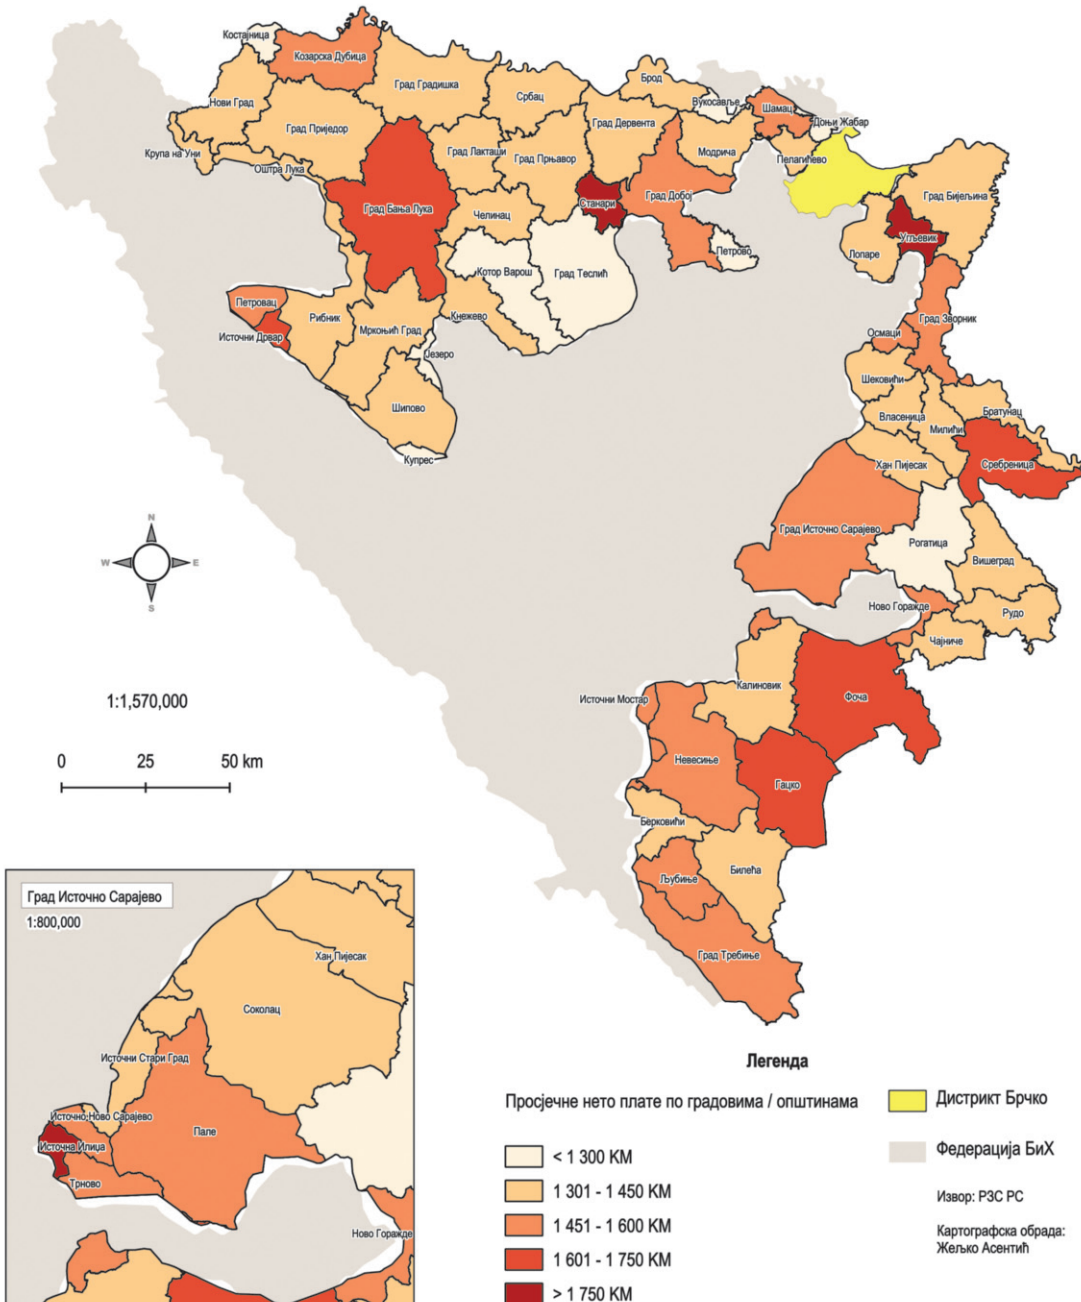 Костајница
Козарска Дубица
Нови Град
Град Градишка
Србац
Брод
Вукосавље
Шамац
Доњи Жабар
Град Приједор
Крупа на Уни
Оштра Лука
Град Лакташи
Град Прњавор
Град Дервента
Модрича
Пелагићево
Град Бијељина
Град Бања Лука
Челинац
Станари
Град Добој
Петрово
Лопаре
Угљевик
Котор Варош
Град Теслић
Петровац
Источни Дрвар
Рибник
Мркоњић Град
Кнежево
Језеро
Шипово
Купрес
Град Зворник
Осмаци
Шековићи
Власеница
Милићи
Братунац
Хан Пијесак
Сребреница
Град Источно Сарајево
Рогатица
Вишеград
Ново Горажде
Рудо
Чајниче
Калиновик
Источни Мостар
Фоча
Невесиње
Гацко
Берковићи
Билећа
Љубиње
Град Требиње
N
W
E
S
1:1,570,000
0 25 50 km
Град Источно Сарајево
1:800,000
Хан Пијесак
Соколац
Источни Стари Град
Источно Ново Сарајево
Пале
Источна Илиџа
Трново
Ново Горажде
Легенда
Просјечне нето плате по градовима / општинама
< 1 300 KM
1 301 - 1 450 KM
1 451 - 1 600 KM
1 601 - 1 750 KM
> 1 750 KM
Дистрикт Брчко
Федерација БиХ
Извор: РЗС РС
Картографска обрада:
Жељко Асентић